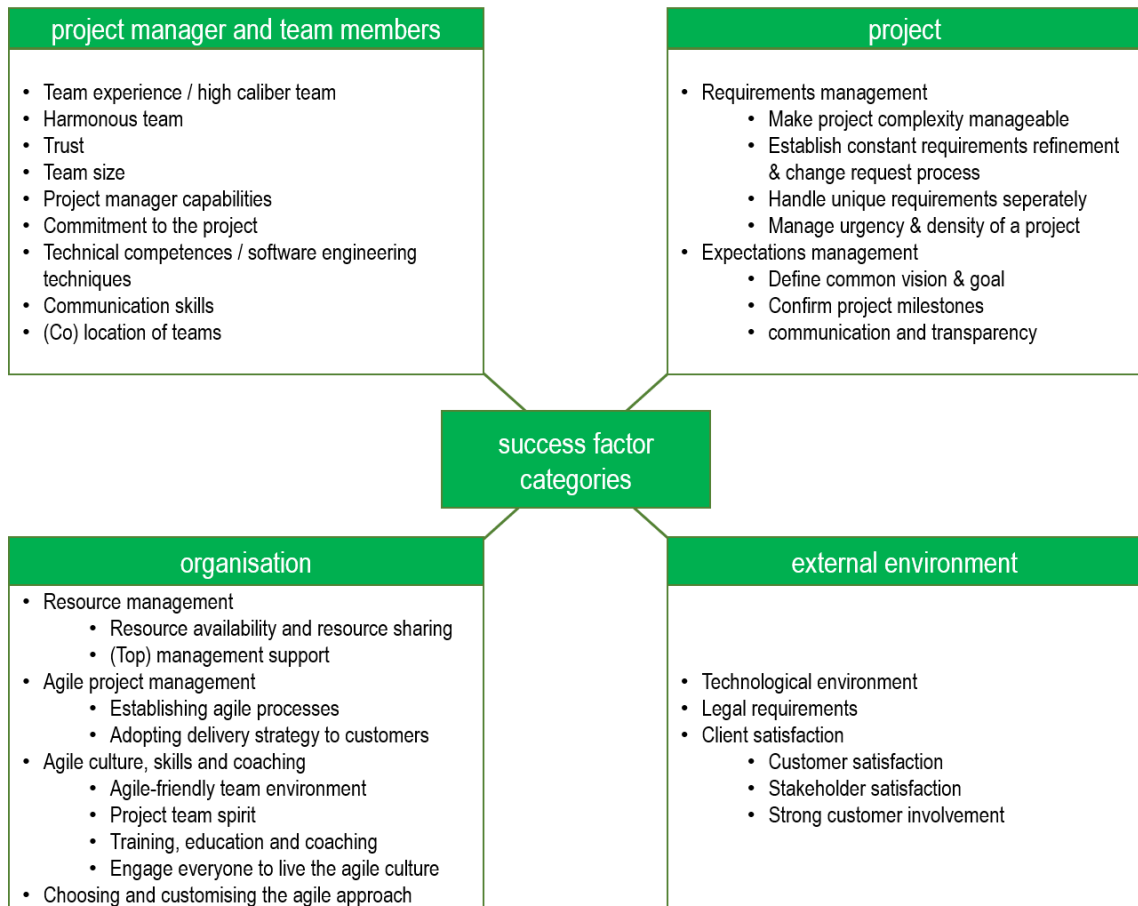 project manager and team members
• Team experience / high caliber team
• Harmonous team
• Trust
• Team size
• Project manager capabilities
• Commitment to the project
• Technical competences / software engineering
techniques
• Communication skills
• (Co) location of teams
project
• Requirements management
• Make project complexity manageable
• Establish constant requirements refinement
& change request process
• Handle unique requirements seperately
• Manage urgency & density of a project
• Expectations management
• Define common vision & goal
• Confirm project milestones
• communication and transparency
success factor
categories
organisation
• Resource management
• Resource availability and resource sharing
• (Top) management support
• Agile project management
• Establishing agile processes
• Adopting delivery strategy to customers
• Agile culture, skills and coaching
• Agile-friendly team environment
• Project team spirit
• Training, education and coaching
• Engage everyone to live the agile culture
• Choosing and customising the agile approach
external environment
• Technological environment
• Legal requirements
• Client satisfaction
• Customer satisfaction
• Stakeholder satisfaction
• Strong customer involvement